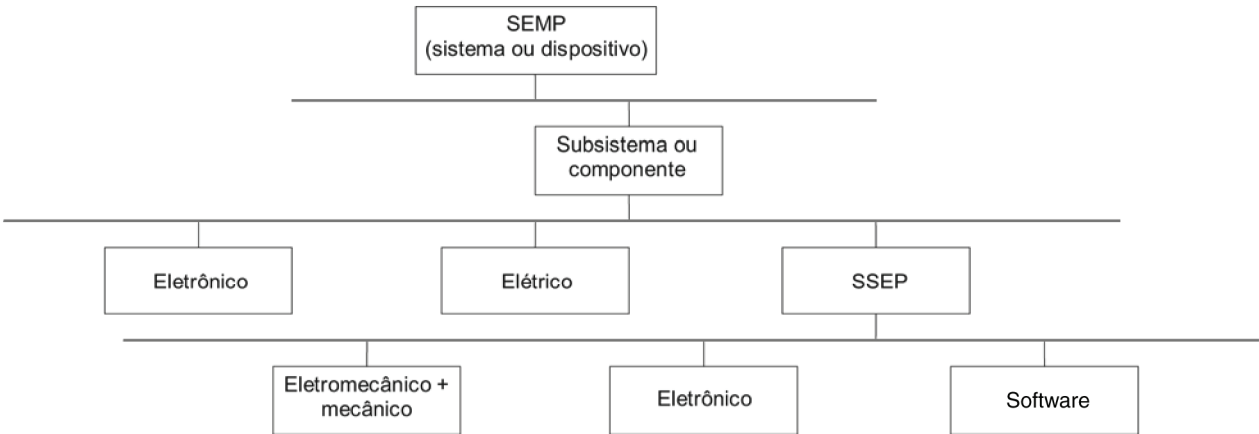 SEMP
(sistema ou dispositivo)
Subsistema ou
componente
Eletrônico
Elétrico
SSEP
Eletromecânico +
mecânico
Eletrônico
Software